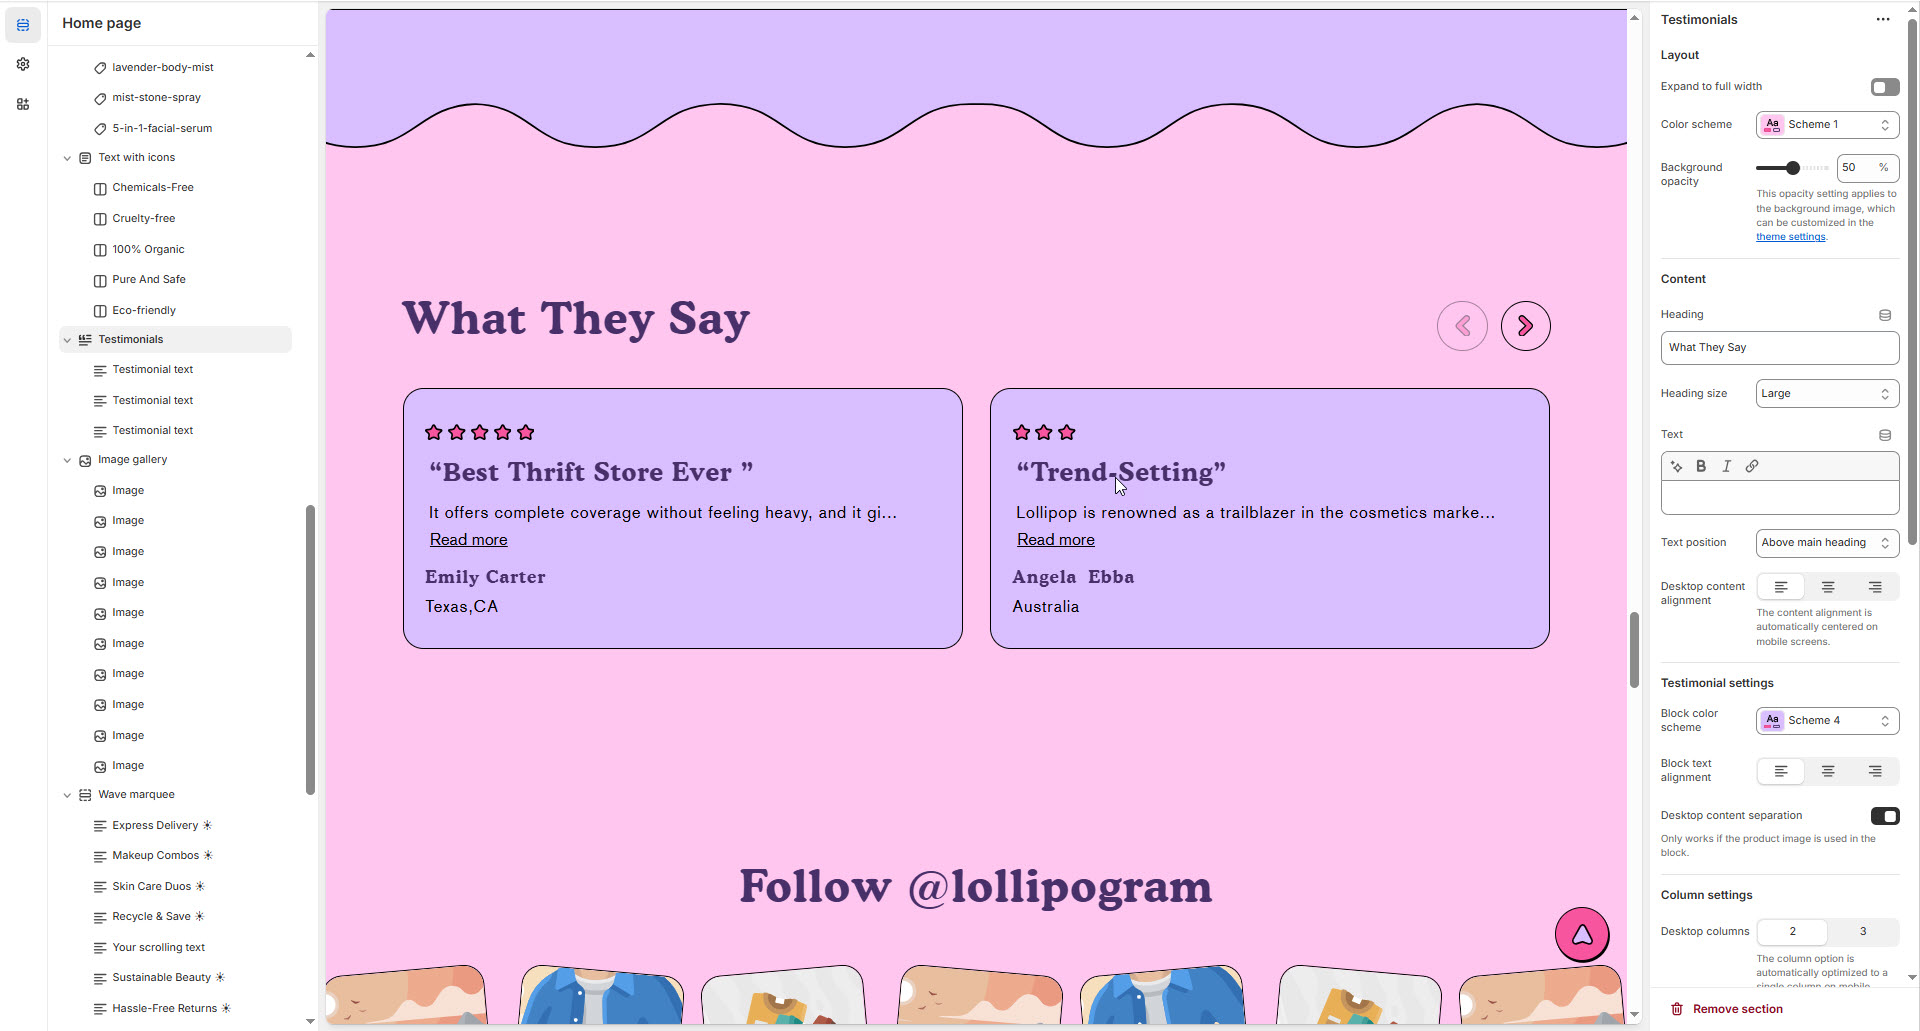 Home page
lavender-body-mist
mist-stone-spray
5-in-1-facial-serum
Text with icons
Chemicals-Free
Cruelty-free
100% Organic
Pure And Safe
Eco-friendly
Testimonials
Testimonial text
Testimonial text
Testimonial text
Image gallery
Image
Image
Image
Image
Image
Image
Image
Image
Image
Image
Wave marquee
Express Delivery ☀
Makeup Combos ☀
Skin Care Duos ☀
Recycle & Save ☀
Your scrolling text
Sustainable Beauty ☀
Hassle-Free Returns ☀
What They Say
“Best Thrift Store Ever ”
It offers complete coverage without feeling heavy, and it gi...
Read more
Emily Carter
Texas,CA
“Trend-Setting”
Lollipop is renowned as a trailblazer in the cosmetics marke...
Read more
Angela Ebba
Australia
Follow @lollipogram
Testimonials
Layout
Expand to full width
Color scheme
Aa
Scheme 1
Background
opacity
50 %
This opacity setting applies to
the background image, which
can be customized in the
theme settings.
Content
Heading
What They Say
Heading size
Large
Text
B I
Text position
Above main heading
Desktop content
alignment
The content alignment is
automatically centered on
mobile screens.
Testimonial settings
Block color
scheme
Aa
Scheme 4
Block text
alignment
Desktop content separation
Only works if the product image is used in the
block.
Column settings
Desktop columns
2 3
The column option is
automatically optimized to a
single column on mobile
Remove section